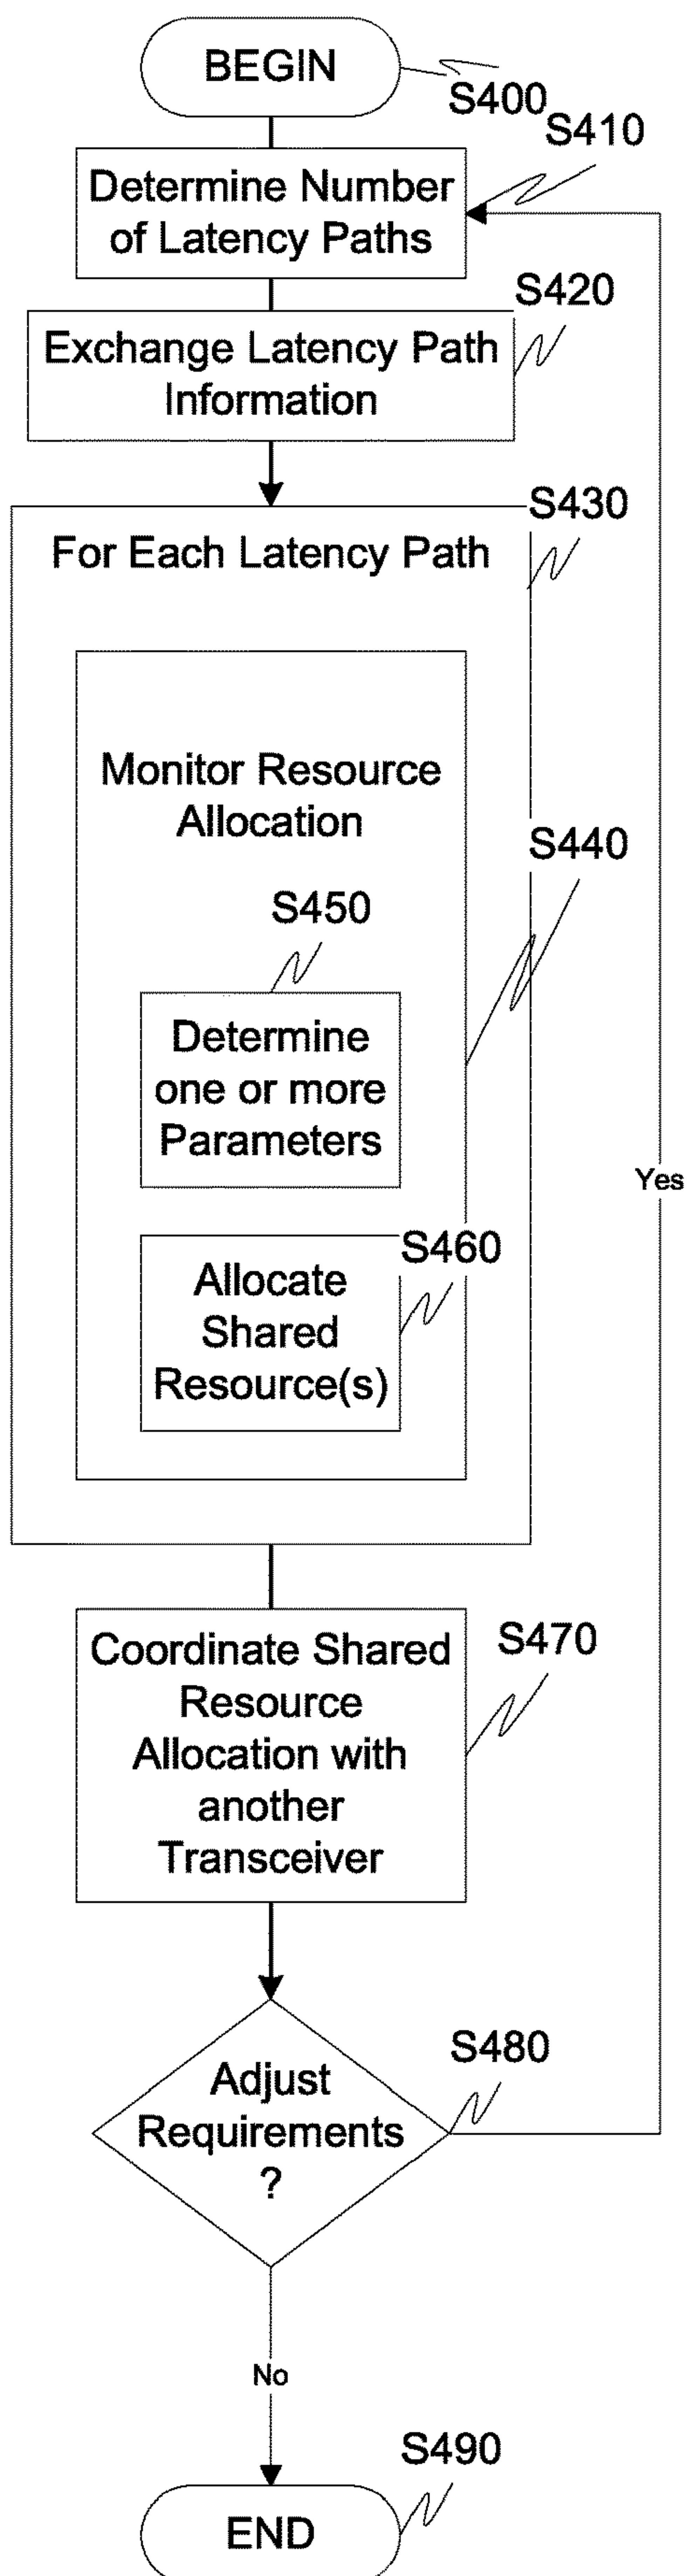 BEGIN
S400
S410
Determine Number
of Latency Paths
S420
Exchange Latency Path
Information
S430
For Each Latency Path
Monitor Resource
Allocation
S440
S450
Determine
one or more
Parameters
Yes
S460
Allocate
Shared
Resource(s)
S470
Coordinate Shared
Resource
Allocation with
another
Transceiver
S480
Adjust
Requirements
?
No
S490
END